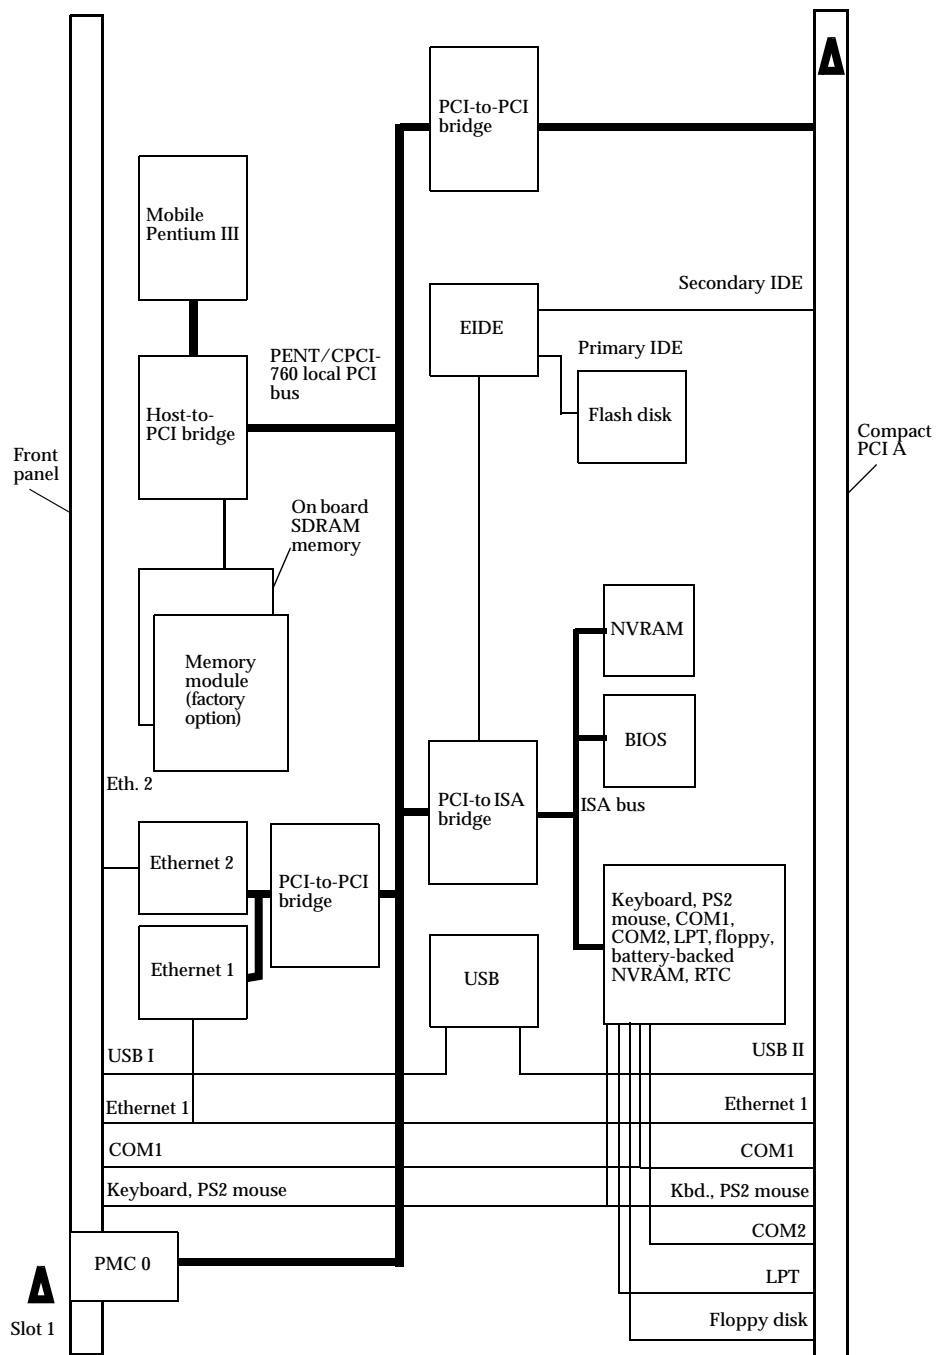 PCI-to-PCI
bridge
Mobile
Pentium III
Secondary IDE
EIDE
Primary IDE
PENT/CPCI-
760 local PCI
bus
Host-to-
PCI bridge
Flash disk
Front
panel
Compact
PCI A
On board
SDRAM
memory
NVRAM
Memory
module
(factory
option)
BIOS
Eth. 2
PCI-to ISA
bridge
ISA bus
Ethernet 2
PCI-to-PCI
bridge
Keyboard, PS2
mouse, COM1,
COM2, LPT, floppy,
battery-backed
NVRAM, RTC
Ethernet 1
USB
USB I
USB II
Ethernet 1
Ethernet 1
COM1
COM1
Keyboard, PS2 mouse
Kbd., PS2 mouse
COM2
PMC 0
LPT
Slot 1
Floppy disk